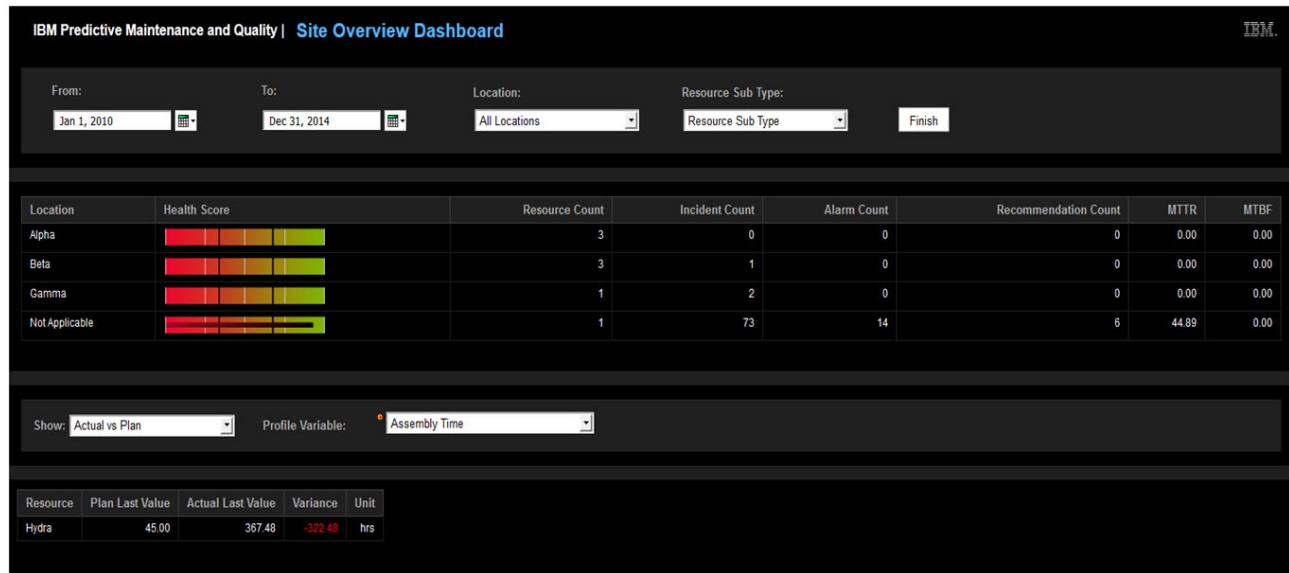 IBM Predictive Maintenance and Quality | Site Overview Dashboard IBM.
From: To: Location: Resource Sub Type:
Jan 1, 2010 Dec 31, 2014 All Locations Resource Sub Type Finish
Location Health Score Resource Count Incident Count Alarm Count Recommendation Count MTTR MTBF
Alpha 3 0 0 0 0.00 0.00
Beta 3 1 0 0 0.00 0.00
Gamma 1 2 0 0 0.00 0.00
Not Applicable 1 73 14 6 44.89 0.00
Show: Actual vs Plan Profile Variable: Assembly Time
Resource Plan Last Value Actual Last Value Variance Unit
Hydra 45.00 367.48 -322.48 hrs